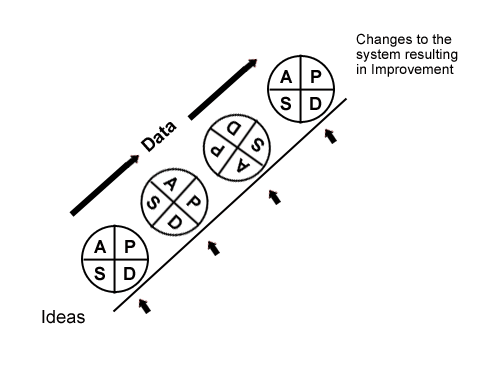 Changes to the
system resulting
in Improvement
A P
S D
D S
P A
Data
A P
S D
A P
S D
Ideas